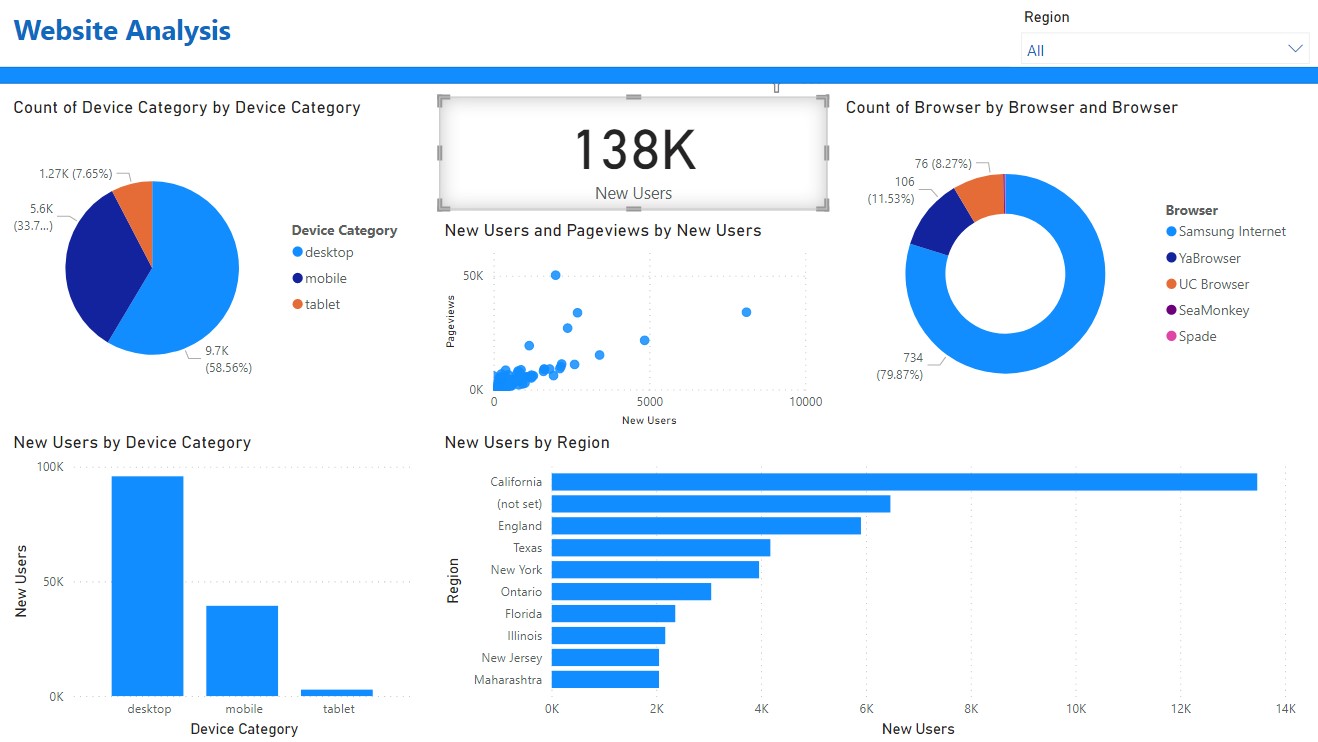 Website Analysis
Region
All
Count of Device Category by Device Category
1.27K (7.65%)
5.6K
(33.7...)
9.7K
(58.56%)
Device Category
desktop
mobile
tablet
138K
New Users
New Users and Pageviews by New Users
Pageviews
50K
0K
0
5000
10000
New Users
Count of Browser by Browser and Browser
76 (8.27%)
106
(11.53%)
734
(79.87%)
Browser
Samsung Internet
YaBrowser
UC Browser
SeaMonkey
Spade
New Users by Device Category
New Users
100K
50K
0K
desktop
mobile
tablet
Device Category
New Users by Region
Region
California
(not set)
England
Texas
New York
Ontario
Florida
Illinois
New Jersey
Maharashtra
0K
2K
4K
6K
8K
10K
12K
14K
New Users